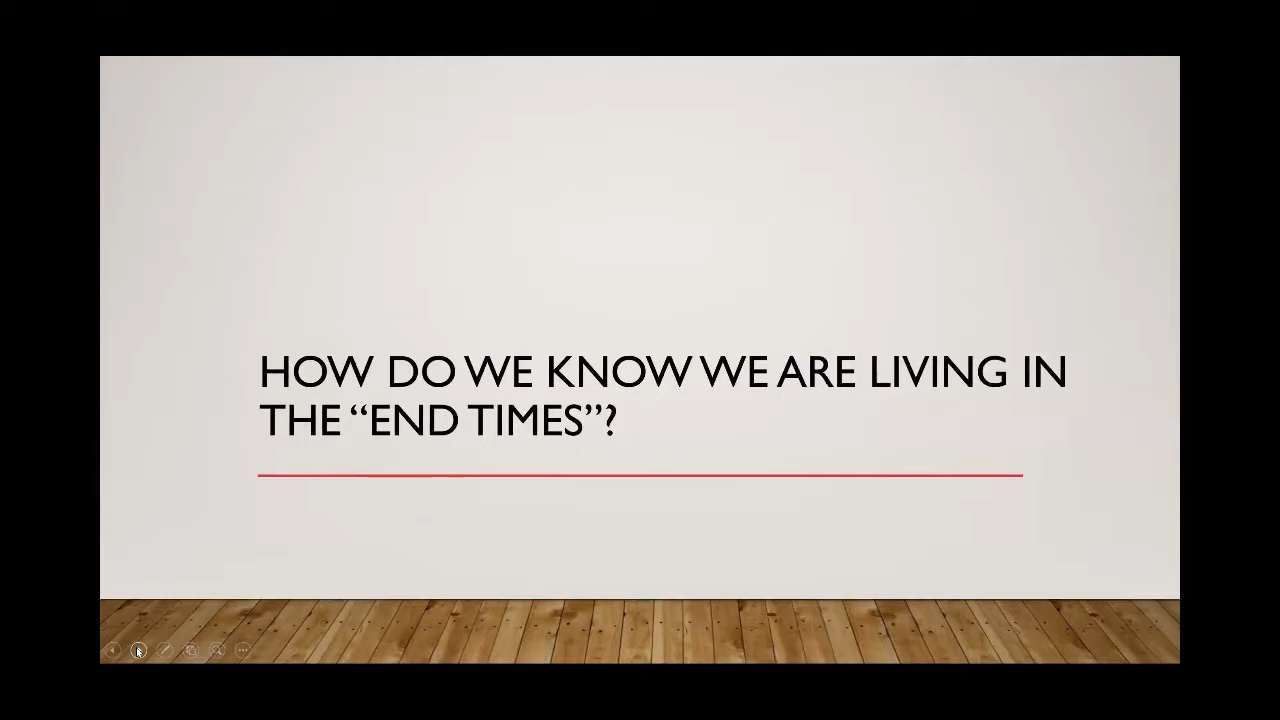 HOW DO WE KNOW WE ARE LIVING IN
THE “END TIMES”?